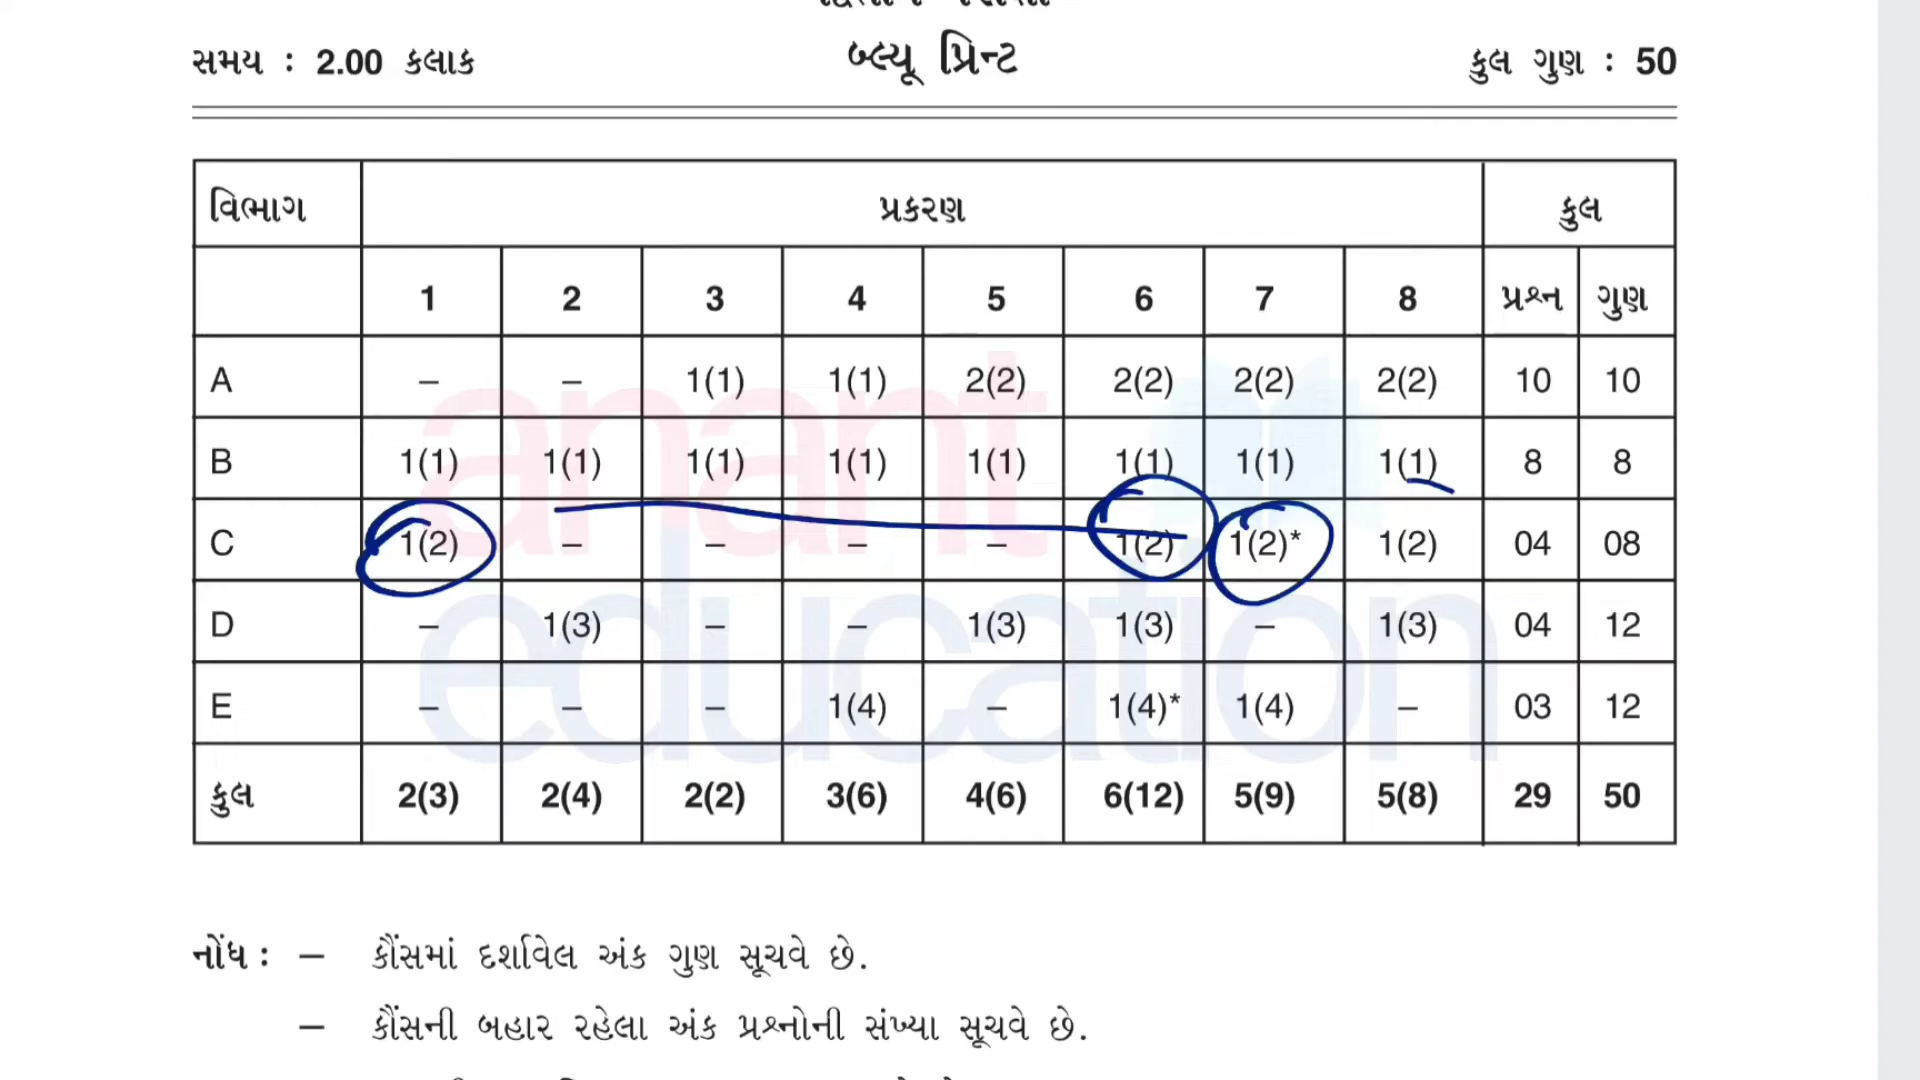 સમય : 2.00 કલાક બ્લ્યૂ પ્રિન્ટ કુલ ગુણ : 50
વિભાગ પ્રકરણ કુલ
1 2 3 4 5 6 7 8 પ્રશ્ન ગુણ
A – – 1(1) 1(1) 2(2) 2(2) 2(2) 2(2) 10 10
B 1(1) 1(1) 1(1) 1(1) 1(1) 1(1) 1(1) 1(1) 8 8
C 1(2) – – – – 1(2) 1(2)* 1(2) 04 08
D – 1(3) – – 1(3) 1(3) – 1(3) 04 12
E – – – 1(4) – 1(4)* 1(4) – 03 12
કુલ 2(3) 2(4) 2(2) 3(6) 4(6) 6(12) 5(9) 5(8) 29 50
anant
education
નોંધ : – કૌંસમાં દર્શાવેલ અંક ગુણ સૂચવે છે.
– કૌંસની બહાર રહેલા અંક પ્રશ્નોની સંખ્યા સૂચવે છે.